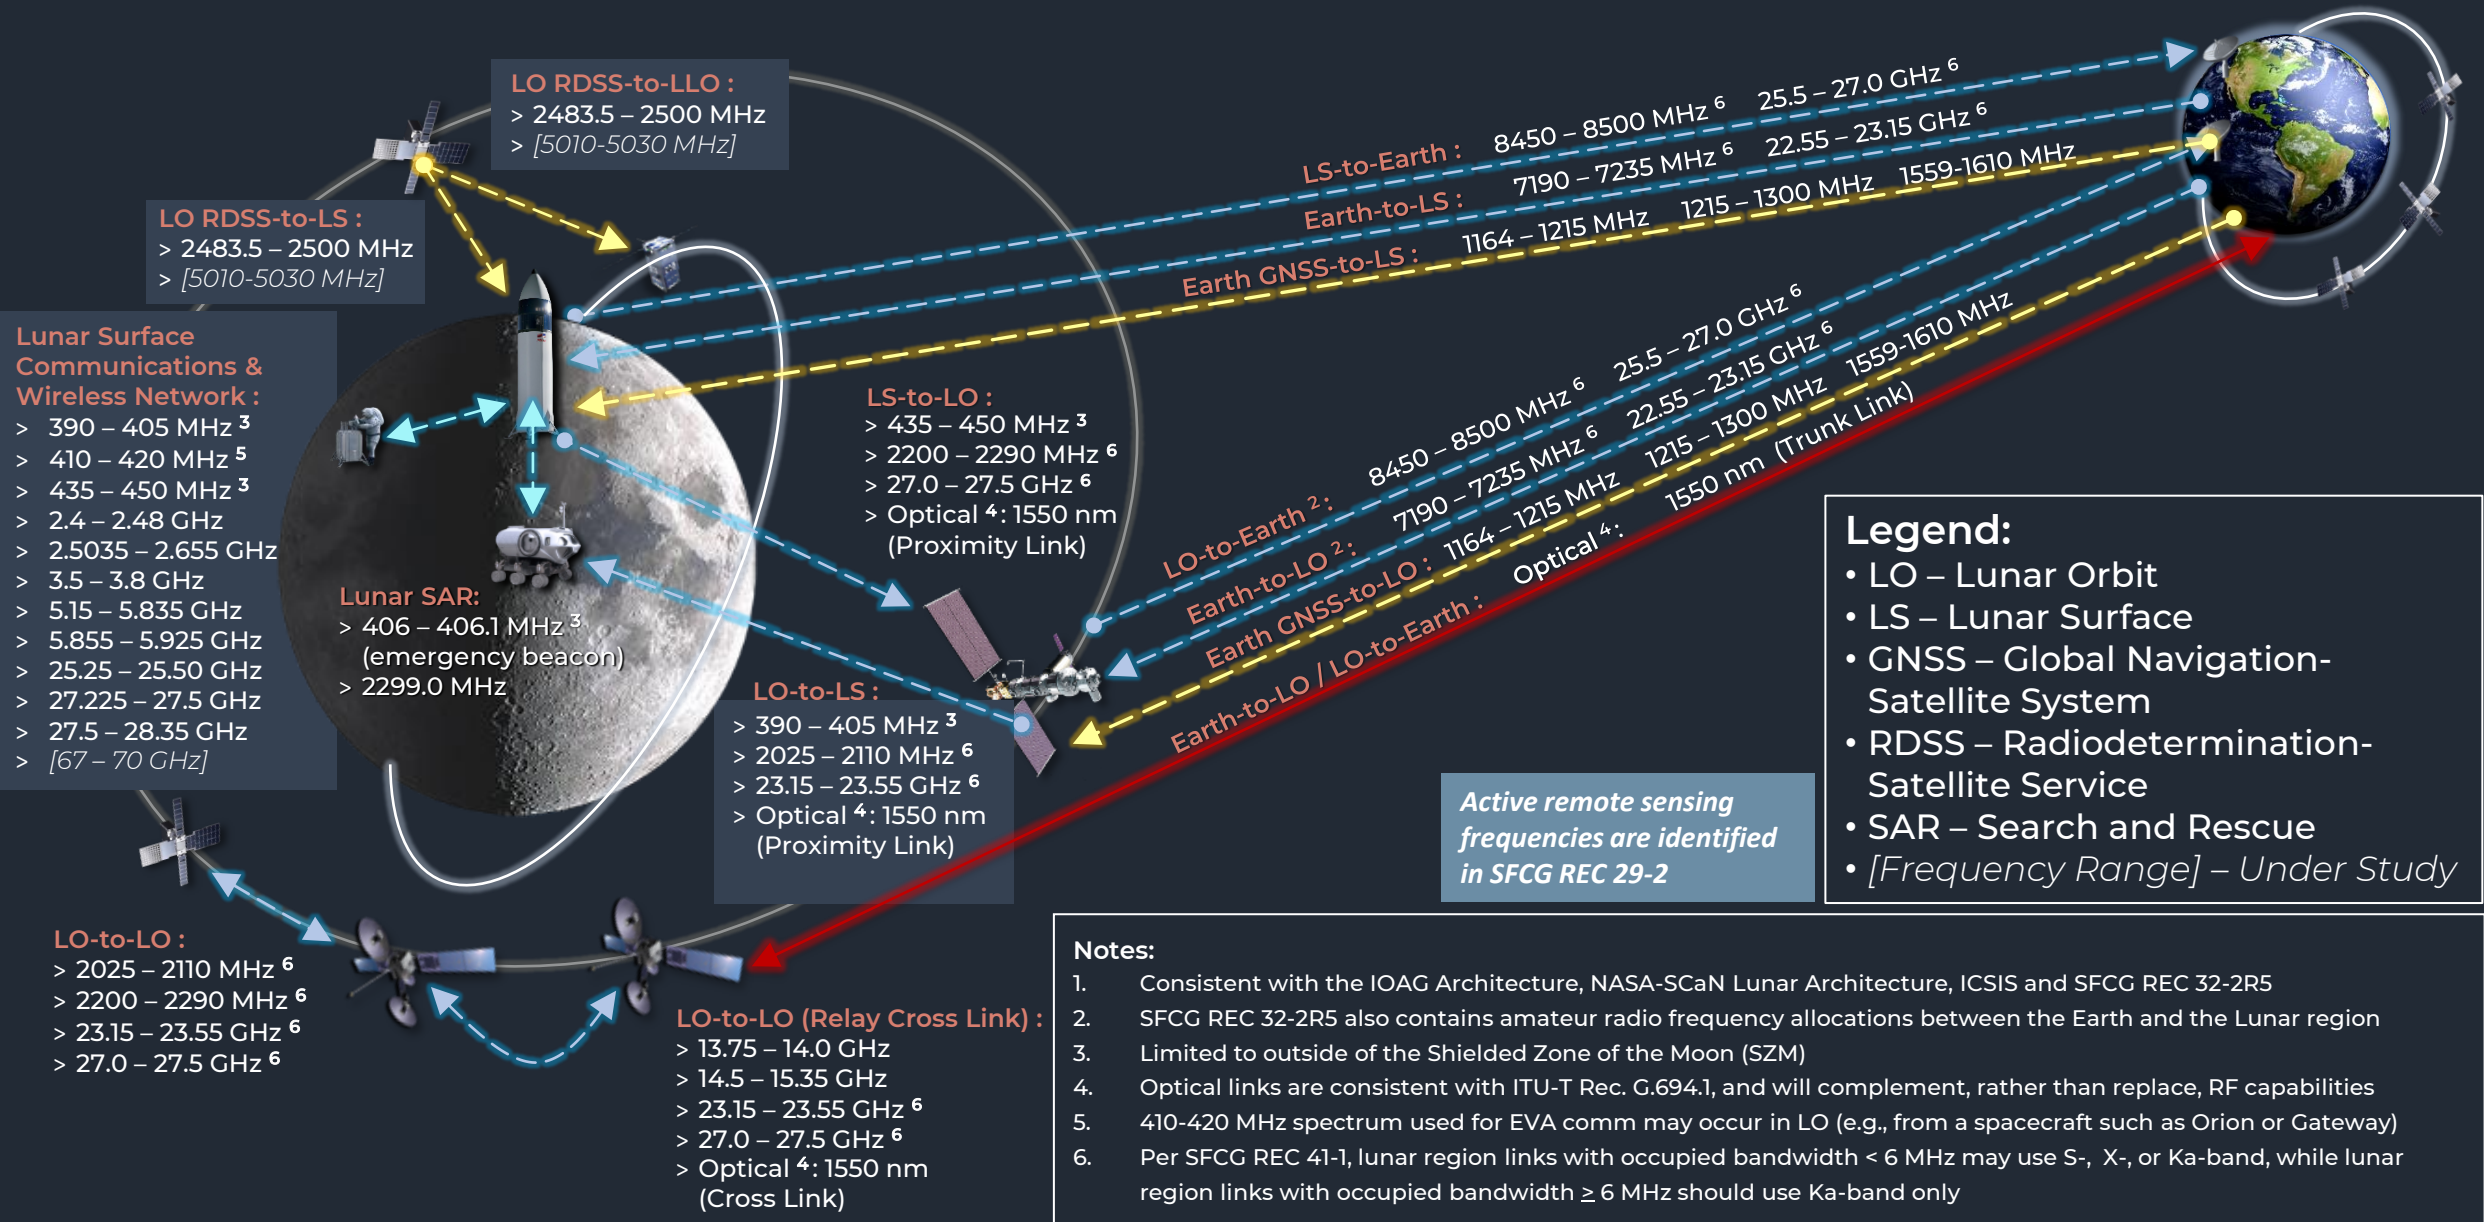 LO RDSS-to-LLO :
> 2483.5 – 2500 MHz
> [5010-5030 MHz]
LO RDSS-to-LS :
> 2483.5 – 2500 MHz
> [5010-5030 MHz]
Lunar Surface
Communications &
Wireless Network :
> 390 – 405 MHz 3
> 410 – 420 MHz 5
> 435 – 450 MHz 3
> 2.4 – 2.48 GHz
> 2.5035 – 2.655 GHz
> 3.5 – 3.8 GHz
> 5.15 – 5.835 GHz
> 5.855 – 5.925 GHz
> 25.25 – 25.50 GHz
> 27.225 – 27.5 GHz
> 27.5 – 28.35 GHz
> [67 – 70 GHz]
Lunar SAR:
> 406 – 406.1 MHz 3
(emergency beacon)
> 2299.0 MHz
LS-to-LO :
> 435 – 450 MHz 3
> 2200 – 2290 MHz 6
> 27.0 – 27.5 GHz 6
> Optical 4 : 1550 nm
(Proximity Link)
LO-to-LS :
> 390 – 405 MHz 3
> 2025 – 2110 MHz 6
> 23.15 – 23.55 GHz 6
> Optical 4 : 1550 nm
(Proximity Link)
LS-to-Earth : 8450 – 8500 MHz 6 25.5 – 27.0 GHz 6
Earth-to-LS : 7190 – 7235 MHz 6 22.55 – 23.15 GHz 6
Earth GNSS-to-LS : 1164 – 1215 MHz 1215 – 1300 MHz 1559-1610 MHz
LO-to-Earth 2 : 8450 – 8500 MHz 6 25.5 – 27.0 GHz 6
Earth-to-LO 2 : 7190 – 7235 MHz 6 22.55 – 23.15 GHz 6
Earth GNSS-to-LO : 1164 – 1215 MHz 1215 – 1300 MHz 1559-1610 MHz
Earth-to-LO / LO-to-Earth : Optical 4 : 1550 nm (Trunk Link)
LO-to-LO :
> 2025 – 2110 MHz 6
> 2200 – 2290 MHz 6
> 23.15 – 23.55 GHz 6
> 27.0 – 27.5 GHz 6
LO-to-LO (Relay Cross Link) :
> 13.75 – 14.0 GHz
> 14.5 – 15.35 GHz
> 23.15 – 23.55 GHz 6
> 27.0 – 27.5 GHz 6
> Optical 4 : 1550 nm
(Cross Link)
Active remote sensing
frequencies are identified
in SFCG REC 29-2
Legend:
• LO – Lunar Orbit
• LS – Lunar Surface
• GNSS – Global Navigation-
Satellite System
• RDSS – Radiodetermination-
Satellite Service
• SAR – Search and Rescue
• [Frequency Range] – Under Study
Notes:
1. Consistent with the IOAG Architecture, NASA-SCaN Lunar Architecture, ICSIS and SFCG REC 32-2R5
2. SFCG REC 32-2R5 also contains amateur radio frequency allocations between the Earth and the Lunar region
3. Limited to outside of the Shielded Zone of the Moon (SZM)
4. Optical links are consistent with ITU-T Rec. G.694.1, and will complement, rather than replace, RF capabilities
5. 410-420 MHz spectrum used for EVA comm may occur in LO (e.g., from a spacecraft such as Orion or Gateway)
6. Per SFCG REC 41-1, lunar region links with occupied bandwidth < 6 MHz may use S-, X-, or Ka-band, while lunar
region links with occupied bandwidth ≥ 6 MHz should use Ka-band only